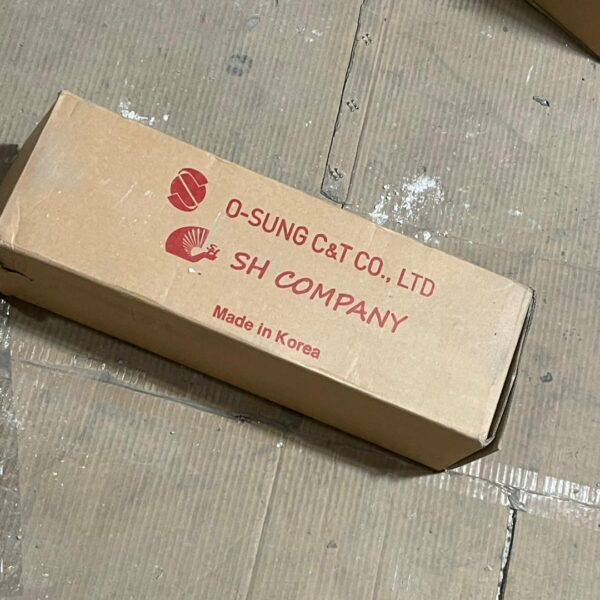 O-SUNG C&T CO., LTD
SH COMPANY
Made in Korea